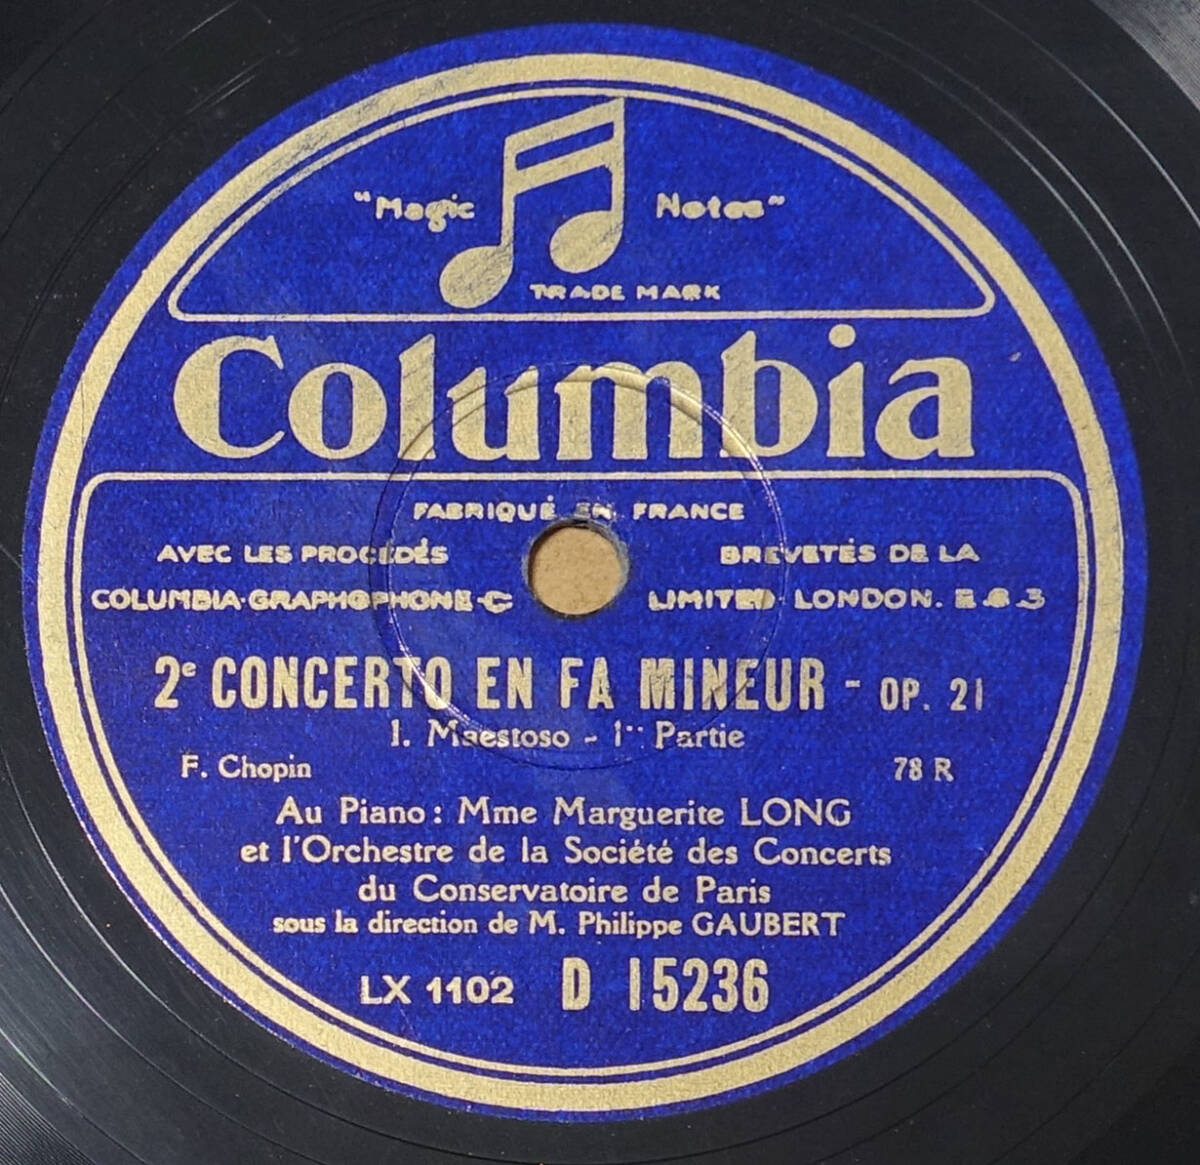 "Magic Notes"
TRADE MARK
Columbia
FABRIQUÉ EN FRANCE
AVEC LES PROCÉDÉS BREVETÉS DE LA
COLUMBIA-GRAPHOPHONE-C LIMITED LONDON.
2e CONCERTO EN FA MINEUR - OP. 21
I. Maestoso - 1re Partie
F. Chopin 78 R
Au Piano: Mme Marguerite LONG
et l'Orchestre de la Société des Concerts
du Conservatoire de Paris
sous la direction de M. Philippe GAUBERT
LX 1102 D 15236